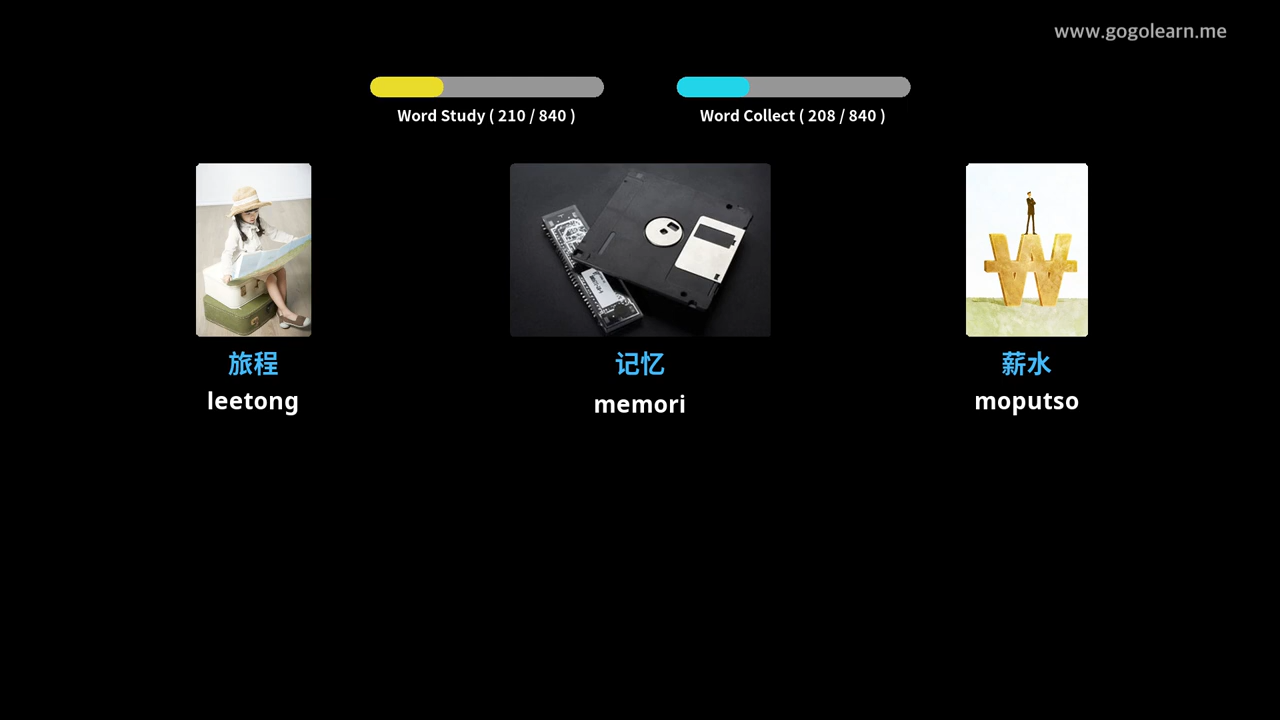 www.gogolearn.me
Word Study ( 210 / 840 )
Word Collect ( 208 / 840 )
旅程
记忆
薪水
leetong
memori
moputso